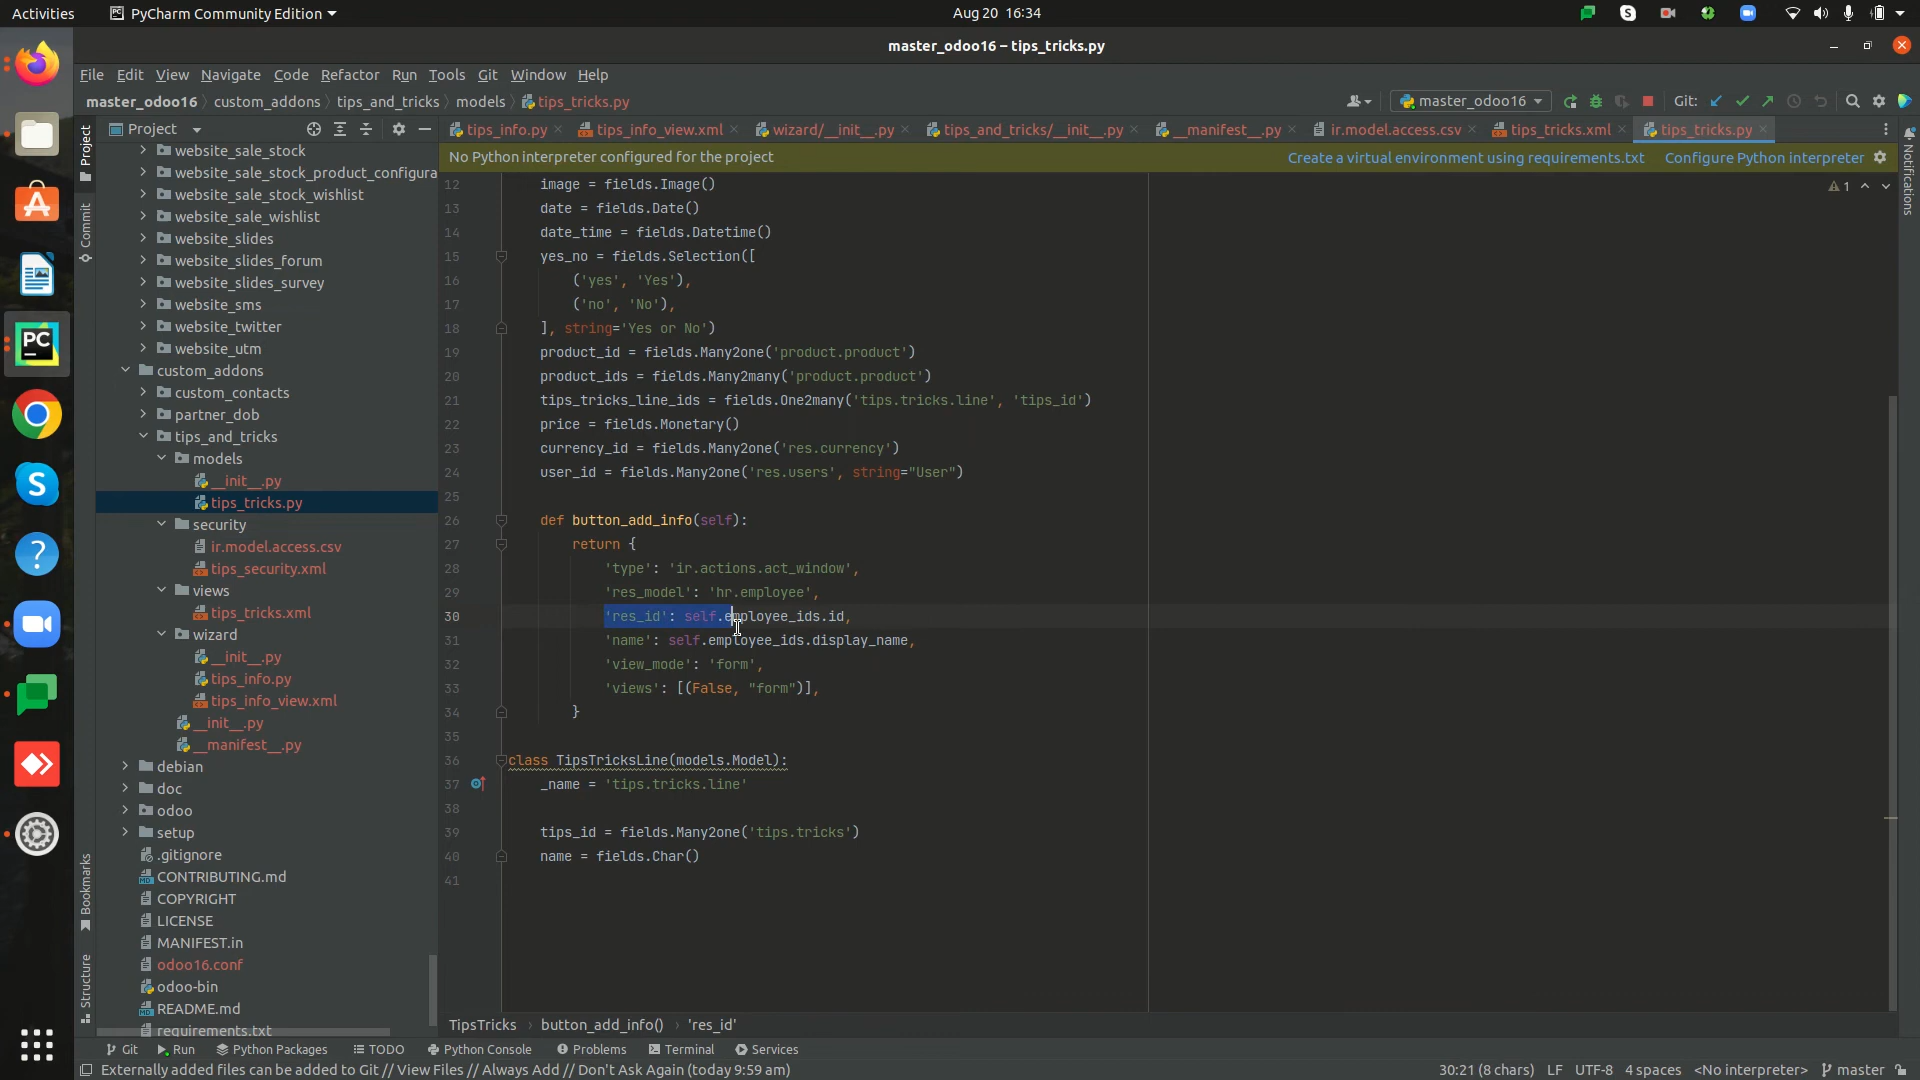 Activities
PyCharm Community Edition
Aug 20 16:34
master_odoo16 – tips_tricks.py
File Edit View Navigate Code Refactor Run Tools Git Window Help
master_odoo16 custom_addons tips_and_tricks models tips_tricks.py
master_odoo16
Git:
Project
tips_info.py
tips_info_view.xml
wizard/__init__.py
tips_and_tricks/__init__.py
__manifest__.py
ir.model.access.csv
tips_tricks.xml
tips_tricks.py
No Python interpreter configured for the project
Create a virtual environment using requirements.txt
Configure Python interpreter
Project
Commit
Bookmarks
Structure
Notifications
website_sale_stock
website_sale_stock_product_configura
website_sale_stock_wishlist
website_sale_wishlist
website_slides
website_slides_forum
website_slides_survey
website_sms
website_twitter
website_utm
custom_addons
custom_contacts
partner_dob
tips_and_tricks
models
__init__.py
tips_tricks.py
security
ir.model.access.csv
tips_security.xml
views
tips_tricks.xml
wizard
__init__.py
tips_info.py
tips_info_view.xml
__init__.py
__manifest__.py
debian
doc
odoo
setup
.gitignore
CONTRIBUTING.md
COPYRIGHT
LICENSE
MANIFEST.in
odoo16.conf
odoo-bin
README.md
requirements.txt
1
12 image = fields.Image()
13 date = fields.Date()
14 date_time = fields.Datetime()
15 yes_no = fields.Selection([
16 ('yes', 'Yes'),
17 ('no', 'No'),
18 ], string='Yes or No')
19 product_id = fields.Many2one('product.product')
20 product_ids = fields.Many2many('product.product')
21 tips_tricks_line_ids = fields.One2many('tips.tricks.line', 'tips_id')
22 price = fields.Monetary()
23 currency_id = fields.Many2one('res.currency')
24 user_id = fields.Many2one('res.users', string="User")
25
26 def button_add_info(self):
27 return {
28 'type': 'ir.actions.act_window',
29 'res_model': 'hr.employee',
30 'res_id': self.employee_ids.id,
31 'name': self.employee_ids.display_name,
32 'view_mode': 'form',
33 'views': [(False, "form")],
34 }
35
36 class TipsTricksLine(models.Model):
37 _name = 'tips.tricks.line'
38
39 tips_id = fields.Many2one('tips.tricks')
40 name = fields.Char()
41
TipsTricks button_add_info() 'res_id'
Git Run Python Packages TODO Python Console Problems Terminal Services
Externally added files can be added to Git // View Files // Always Add // Don't Ask Again (today 9:59 am)
30:21 (8 chars) LF UTF-8 4 spaces <No interpreter> master